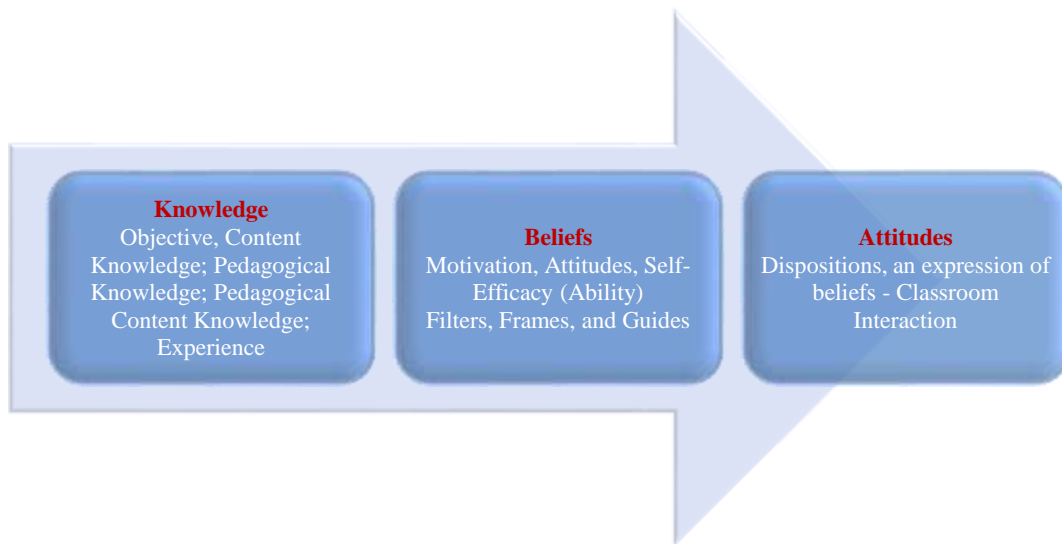 Knowledge
Objective, Content
Knowledge; Pedagogical
Knowledge; Pedagogical
Content Knowledge;
Experience
Beliefs
Motivation, Attitudes, Self-
Efficacy (Ability)
Filters, Frames, and Guides
Attitudes
Dispositions, an expression of
beliefs - Classroom
Interaction